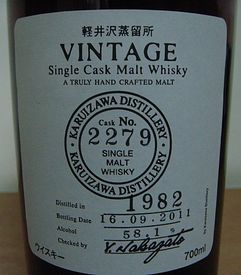 軽井沢蒸留所
VINTAGE
Single Cask Malt Whisky
A TRULY HAND CRAFTED MALT
KARUIZAWA DISTILLERY
Cask No.
2279
SINGLE
MALT
WHISKY
KARUIZAWA DISTILLERY
Distilled in 1982
Bottling Date 16.09.2011
Alcohol 58.1%
Checked by Y. Nakazato
ウイスキー
700ml